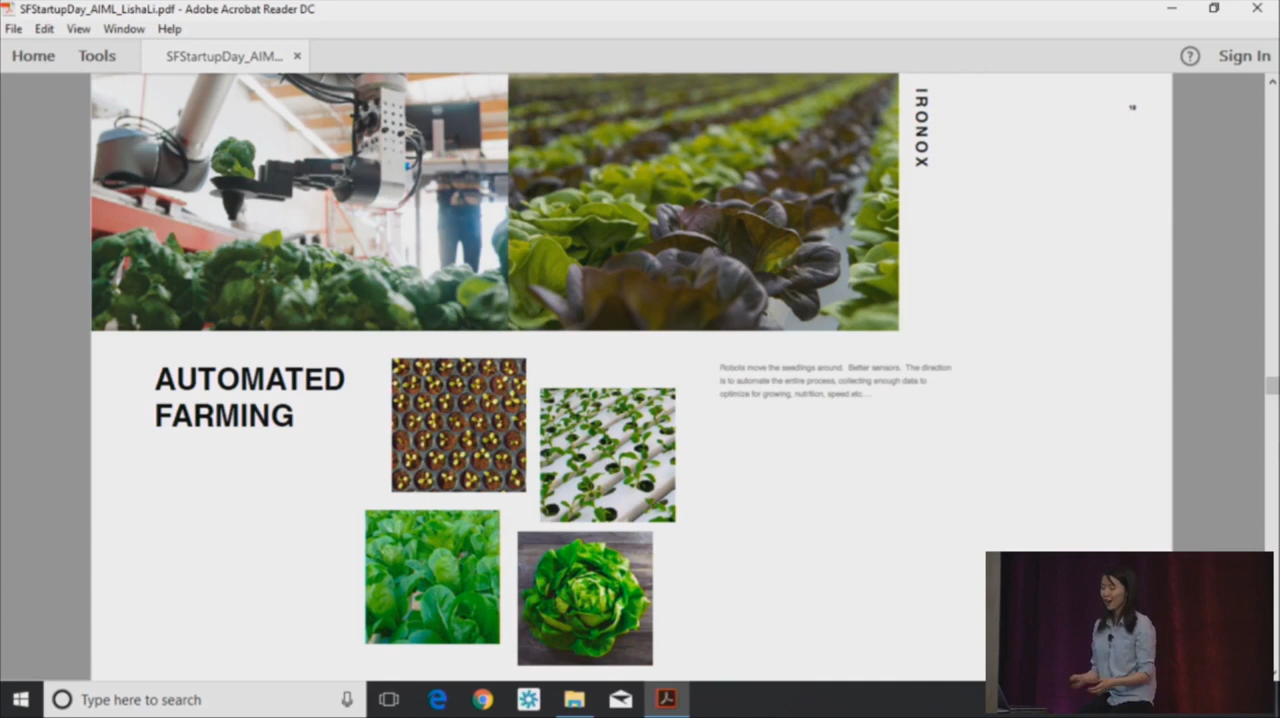 SFStartupDay_AIML_LishaLi.pdf - Adobe Acrobat Reader DC
File Edit View Window Help
Home Tools SFStartupDay_AIM... × ? Sign In
IRONOX
AUTOMATED
FARMING
Robots move the seedlings around. Better sensors. The direction
is to automate the entire process, collecting enough data to
optimize for growing, nutrition, speed etc....
Type here to search